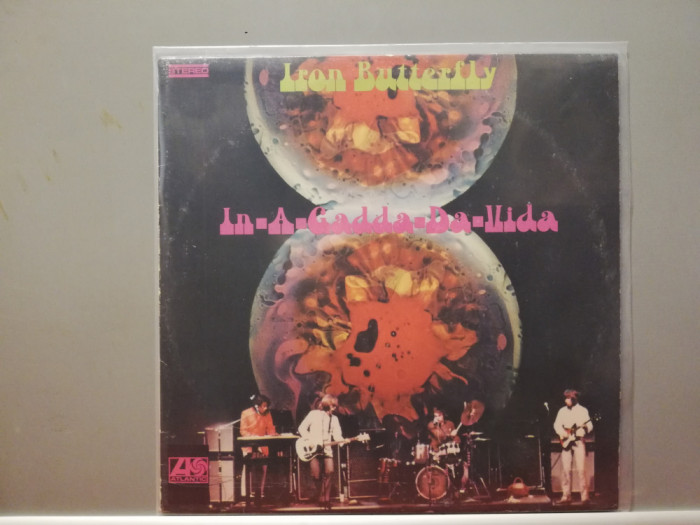 STEREO
Iron Butterfly
In-A-Gadda-Da-Vida
ATLANTIC